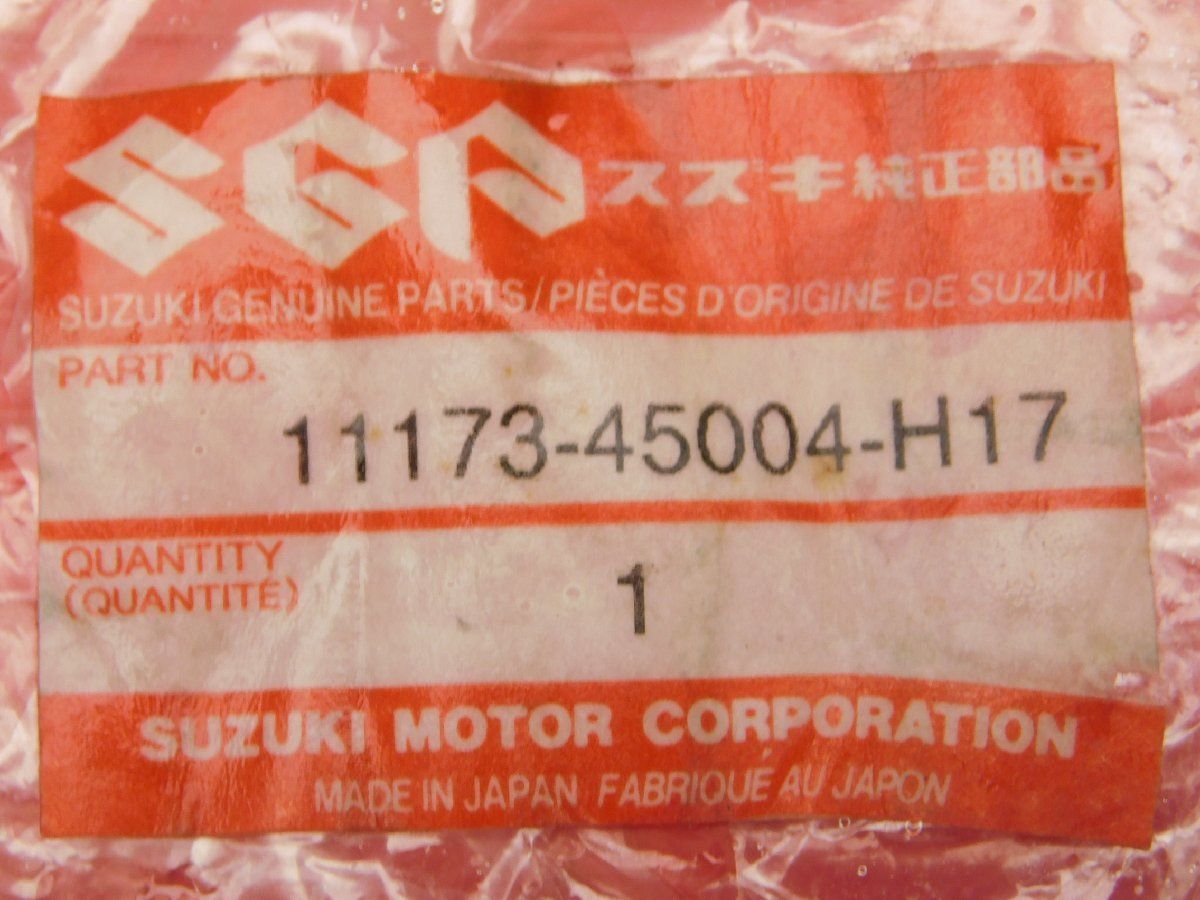 SGP スズキ純正部品
SUZUKI GENUINE PARTS/PIÈCES D'ORIGINE DE SUZUKI
PART NO.
11173-45004-H17
QUANTITY
(QUANTITÉ)
1
SUZUKI MOTOR CORPORATION
MADE IN JAPAN FABRIQUÉ AU JAPON